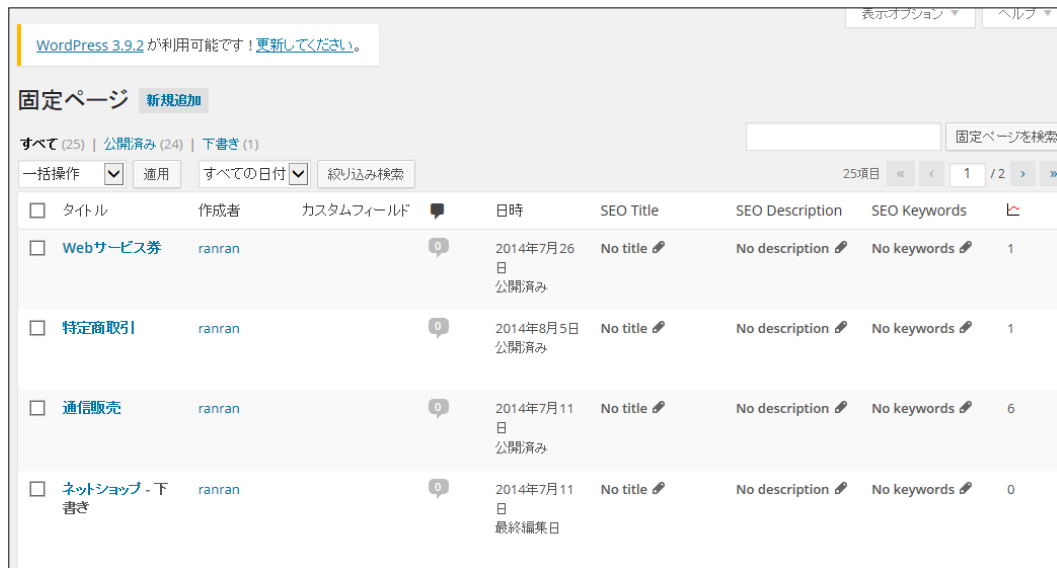 表示オプション ▼ ヘルプ ▼
WordPress 3.9.2 が利用可能です ! 更新してください。
固定ページ 新規追加
すべて (25) | 公開済み (24) | 下書き (1)
固定ページを検索
一括操作 適用 すべての日付 絞り込み検索 25項目 « ‹ 1 / 2 › »
タイトル 作成者 カスタムフィールド 日時 SEO Title SEO Description SEO Keywords
Webサービス券 ranran 0 2014年7月26 No title No description No keywords 1
日
公開済み
特定商取引 ranran 0 2014年8月5日 No title No description No keywords 1
公開済み
通信販売 ranran 0 2014年7月11 No title No description No keywords 6
日
公開済み
ネットショップ - 下 ranran 0 2014年7月11 No title No description No keywords 0
書き 日
最終編集日